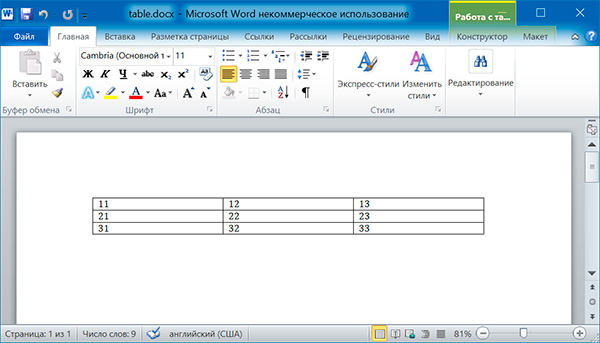 table.docx - Microsoft Word некоммерческое использование
Работа с та...
Файл Главная Вставка Разметка страницы Ссылки Рассылки Рецензирование Вид Конструктор Макет
Cambria (Основной т 11
Вставить
Ж К Ч abc x₂ x²
A A Aa A A
Экспресс-стили
Изменить стили
Редактирование
Буфер обмена Шрифт Абзац Стили
11 12 13
21 22 23
31 32 33
Страница: 1 из 1 Число слов: 9 английский (США) 81%